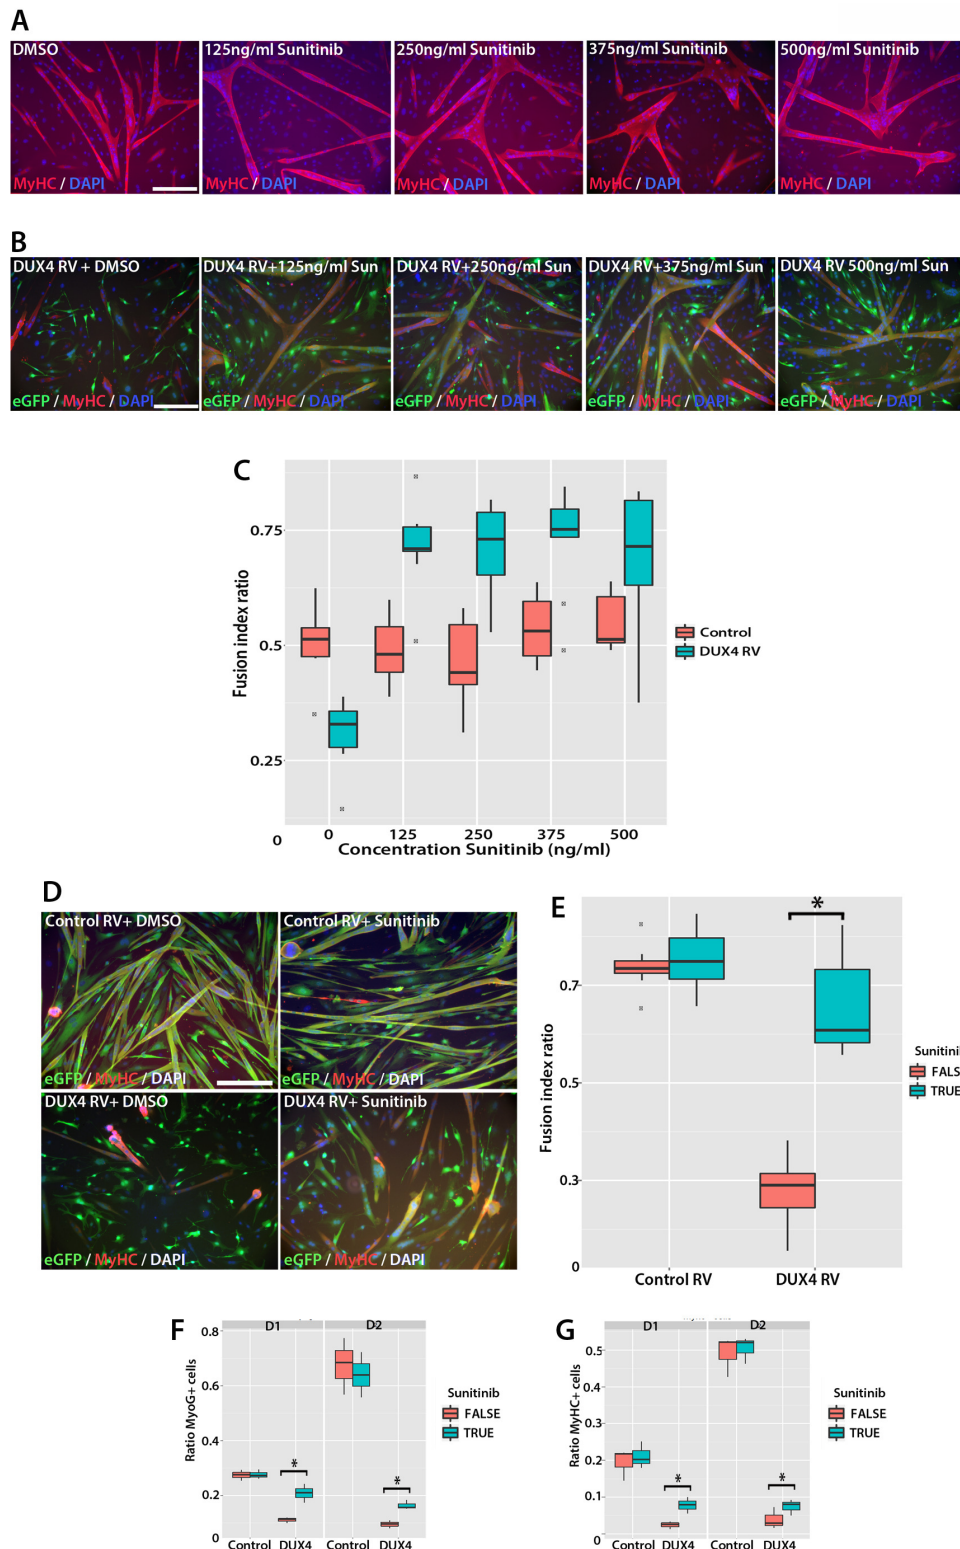 A
DMSO
125ng/ml Sunitinib
250ng/ml Sunitinib
375ng/ml Sunitinib
500ng/ml Sunitinib
MyHC / DAPI
MyHC / DAPI
MyHC / DAPI
MyHC / DAPI
MyHC / DAPI
B
DUX4 RV + DMSO
DUX4 RV+125ng/ml Sun
DUX4 RV+250ng/ml Sun
DUX4 RV+375ng/ml Sun
DUX4 RV 500ng/ml Sun
eGFP / MyHC / DAPI
eGFP / MyHC / DAPI
eGFP / MyHC / DAPI
eGFP / MyHC / DAPI
eGFP / MyHC / DAPI
C
Fusion index ratio
0.75
0.5
0.25
0
0 125 250 375 500
Concentration Sunitinib (ng/ml)
Control
DUX4 RV
D
Control RV+ DMSO
Control RV+ Sunitinib
eGFP / MyHC / DAPI
eGFP / MyHC / DAPI
DUX4 RV+ DMSO
DUX4 RV+ Sunitinib
eGFP / MyHC / DAPI
eGFP / MyHC / DAPI
E
*
Fusion index ratio
0.7
0.5
0.3
0
Control RV
DUX4 RV
Sunitinib
FALS
TRUE
F
D1
D2
Ratio MyoG+ cells
0.8
0.6
0.4
0.2
0
*
*
Control DUX4
Control DUX4
Sunitinib
FALSE
TRUE
G
D1
D2
Ratio MyHC+ cells
0.5
0.4
0.3
0.2
0.1
0
*
*
Control DUX4
Control DUX4
Sunitinib
FALSE
TRUE